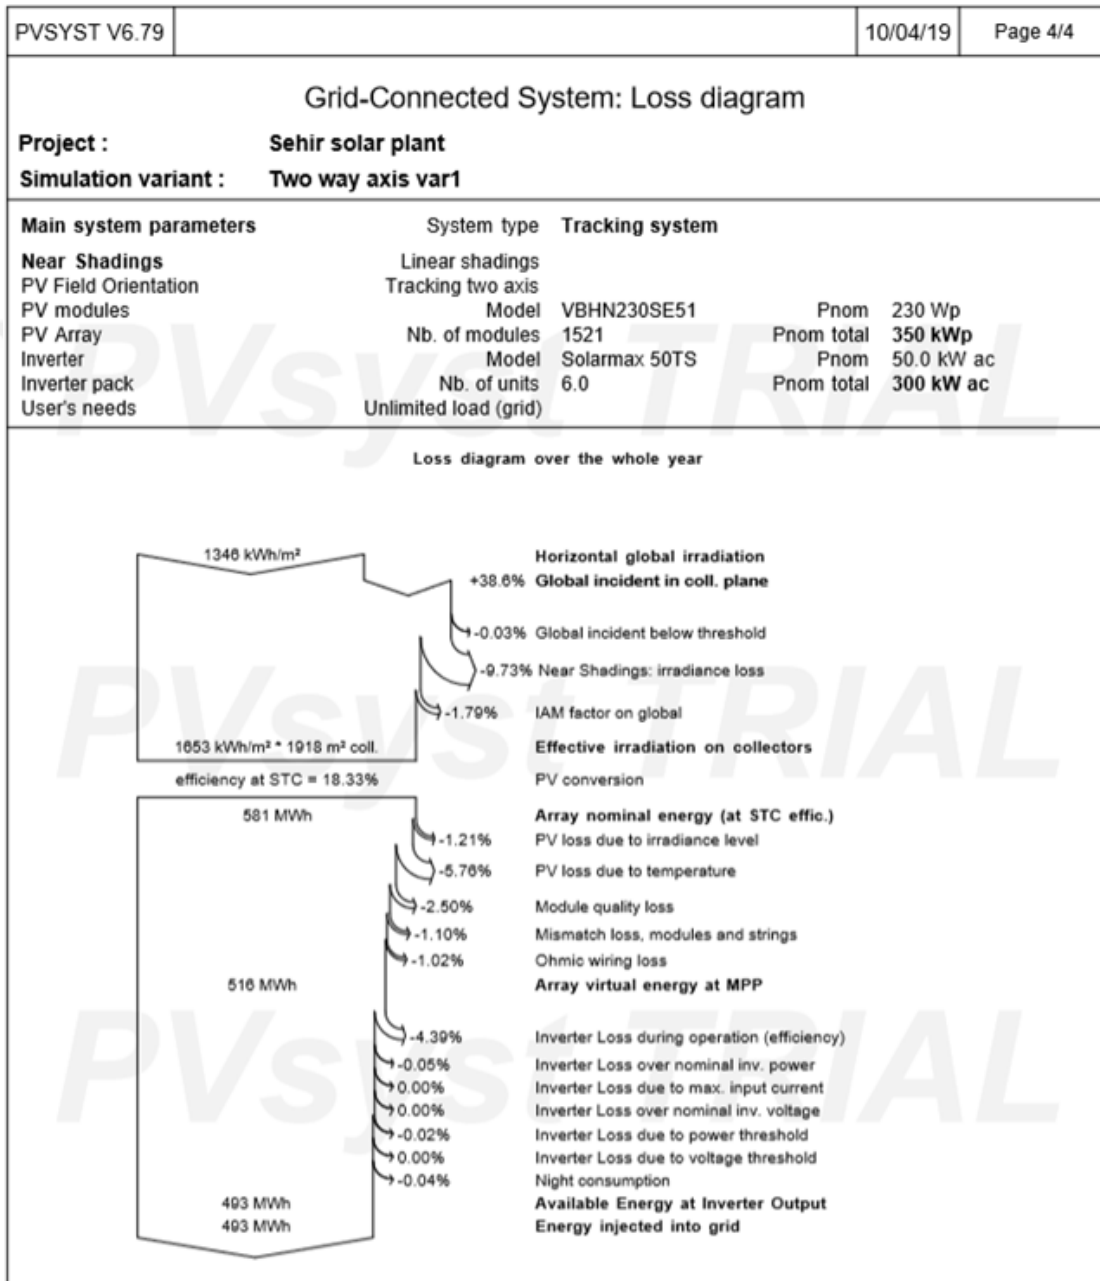 PVSYST V6.79 10/04/19 Page 4/4
Grid-Connected System: Loss diagram
Project : Sehir solar plant
Simulation variant : Two way axis var1
Main system parameters System type Tracking system
Near Shadings Linear shadings
PV Field Orientation Tracking two axis
PV modules Model VBHN230SE51 Pnom 230 Wp
PV Array Nb. of modules 1521 Pnom total 350 kWp
Inverter Model Solarmax 50TS Pnom 50.0 kW ac
Inverter pack Nb. of units 6.0 Pnom total 300 kW ac
User's needs Unlimited load (grid)
PVsyst TRIAL
Loss diagram over the whole year
1346 kWh/m² Horizontal global irradiation
+38.6% Global incident in coll. plane
-0.03% Global incident below threshold
-9.73% Near Shadings: irradiance loss
-1.79% IAM factor on global
PVsyst TRIAL
1653 kWh/m² * 1918 m² coll. Effective irradiation on collectors
efficiency at STC = 18.33% PV conversion
581 MWh Array nominal energy (at STC effic.)
-1.21% PV loss due to irradiance level
-5.76% PV loss due to temperature
-2.50% Module quality loss
-1.10% Mismatch loss, modules and strings
-1.02% Ohmic wiring loss
516 MWh Array virtual energy at MPP
-4.39% Inverter Loss during operation (efficiency)
-0.05% Inverter Loss over nominal inv. power
PVsyst TRIAL
0.00% Inverter Loss due to max. input current
0.00% Inverter Loss over nominal inv. voltage
-0.02% Inverter Loss due to power threshold
0.00% Inverter Loss due to voltage threshold
-0.04% Night consumption
493 MWh Available Energy at Inverter Output
493 MWh Energy injected into grid